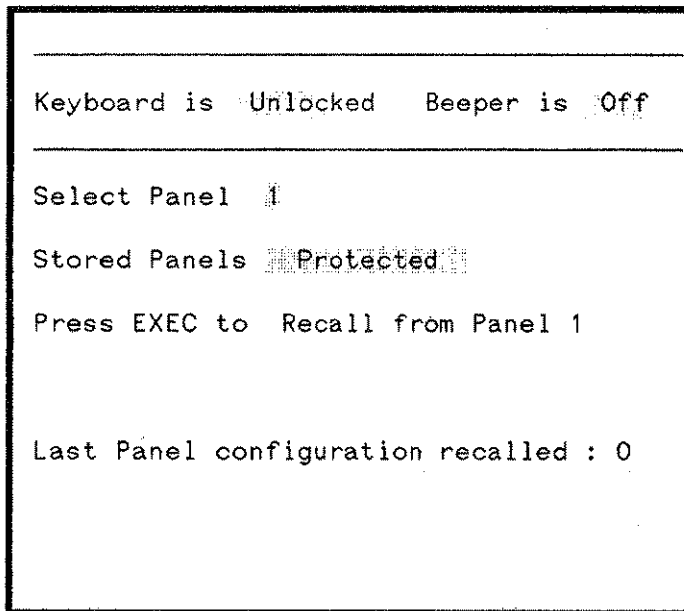 Keyboard is Unlocked Beeper is Off
Select Panel 1
Stored Panels Protected
Press EXEC to Recall from Panel 1
Last Panel configuration recalled : 0